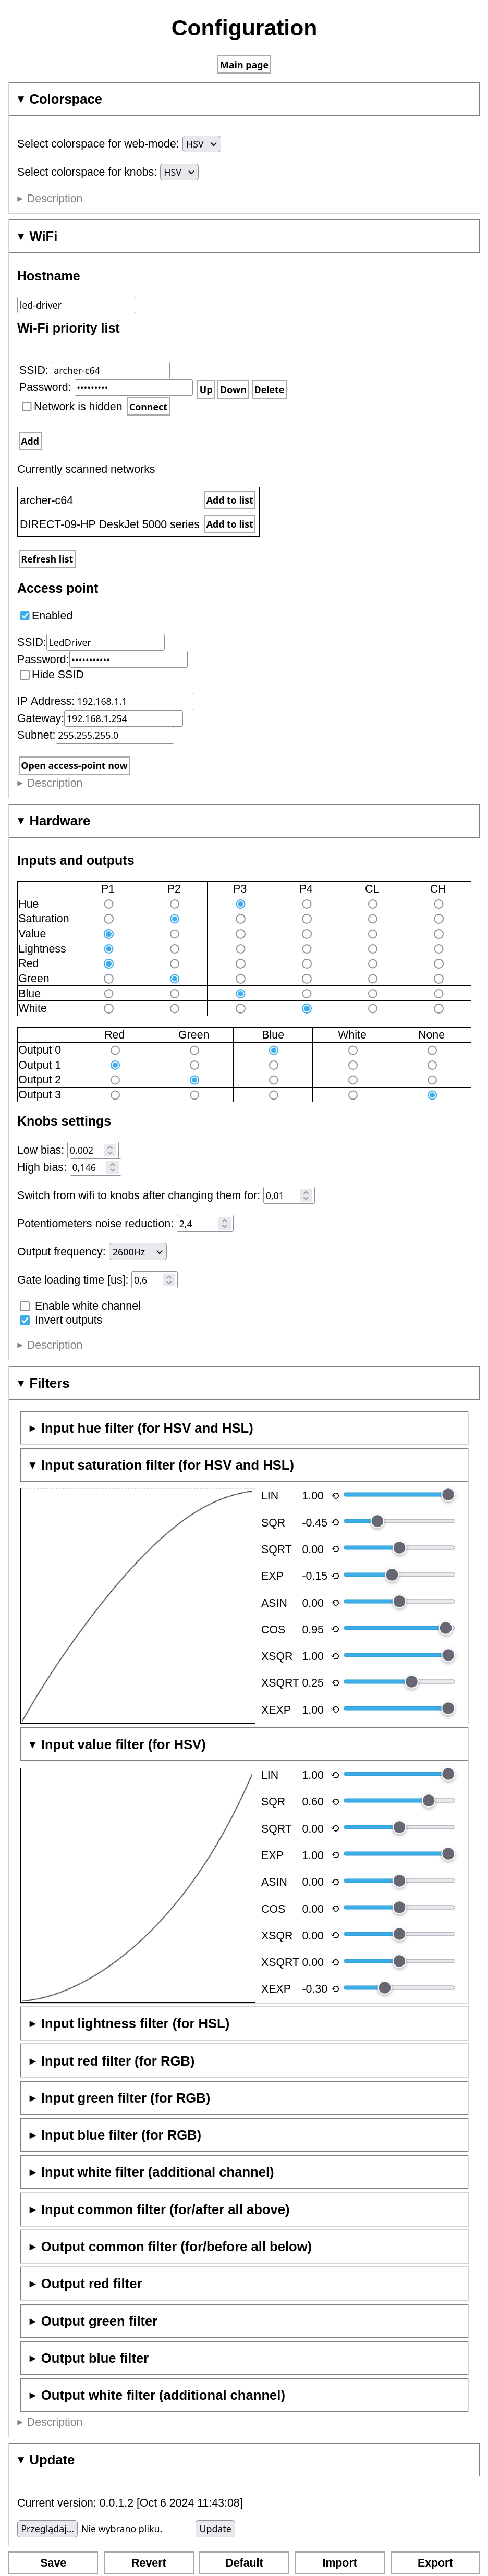 Configuration
Main page
▼ Colorspace
Select colorspace for web-mode: HSV
Select colorspace for knobs: HSV
► Description
▼ WiFi
Hostname
led-driver
Wi-Fi priority list
SSID: archer-c64
Password: ••••••••• Up Down Delete
Network is hidden Connect
Add
Currently scanned networks
archer-c64 Add to list
DIRECT-09-HP DeskJet 5000 series Add to list
Refresh list
Access point
Enabled
SSID: LedDriver
Password: •••••••••••
Hide SSID
IP Address: 192.168.1.1
Gateway: 192.168.1.254
Subnet: 255.255.255.0
Open access-point now
► Description
▼ Hardware
Inputs and outputs
P1 P2 P3 P4 CL CH
Hue
Saturation
Value
Lightness
Red
Green
Blue
White
Red Green Blue White None
Output 0
Output 1
Output 2
Output 3
Knobs settings
Low bias: 0,002
High bias: 0,146
Switch from wifi to knobs after changing them for: 0,01
Potentiometers noise reduction: 2,4
Output frequency: 2600Hz
Gate loading time [us]: 0,6
Enable white channel
Invert outputs
► Description
▼ Filters
► Input hue filter (for HSV and HSL)
▼ Input saturation filter (for HSV and HSL)
LIN 1.00
SQR -0.45
SQRT 0.00
EXP -0.15
ASIN 0.00
COS 0.95
XSQR 1.00
XSQRT 0.25
XEXP 1.00
▼ Input value filter (for HSV)
LIN 1.00
SQR 0.60
SQRT 0.00
EXP 1.00
ASIN 0.00
COS 0.00
XSQR 0.00
XSQRT 0.00
XEXP -0.30
► Input lightness filter (for HSL)
► Input red filter (for RGB)
► Input green filter (for RGB)
► Input blue filter (for RGB)
► Input white filter (additional channel)
► Input common filter (for/after all above)
► Output common filter (for/before all below)
► Output red filter
► Output green filter
► Output blue filter
► Output white filter (additional channel)
► Description
▼ Update
Current version: 0.0.1.2 [Oct 6 2024 11:43:08]
Przeglądaj... Nie wybrano pliku. Update
Save Revert Default Import Export